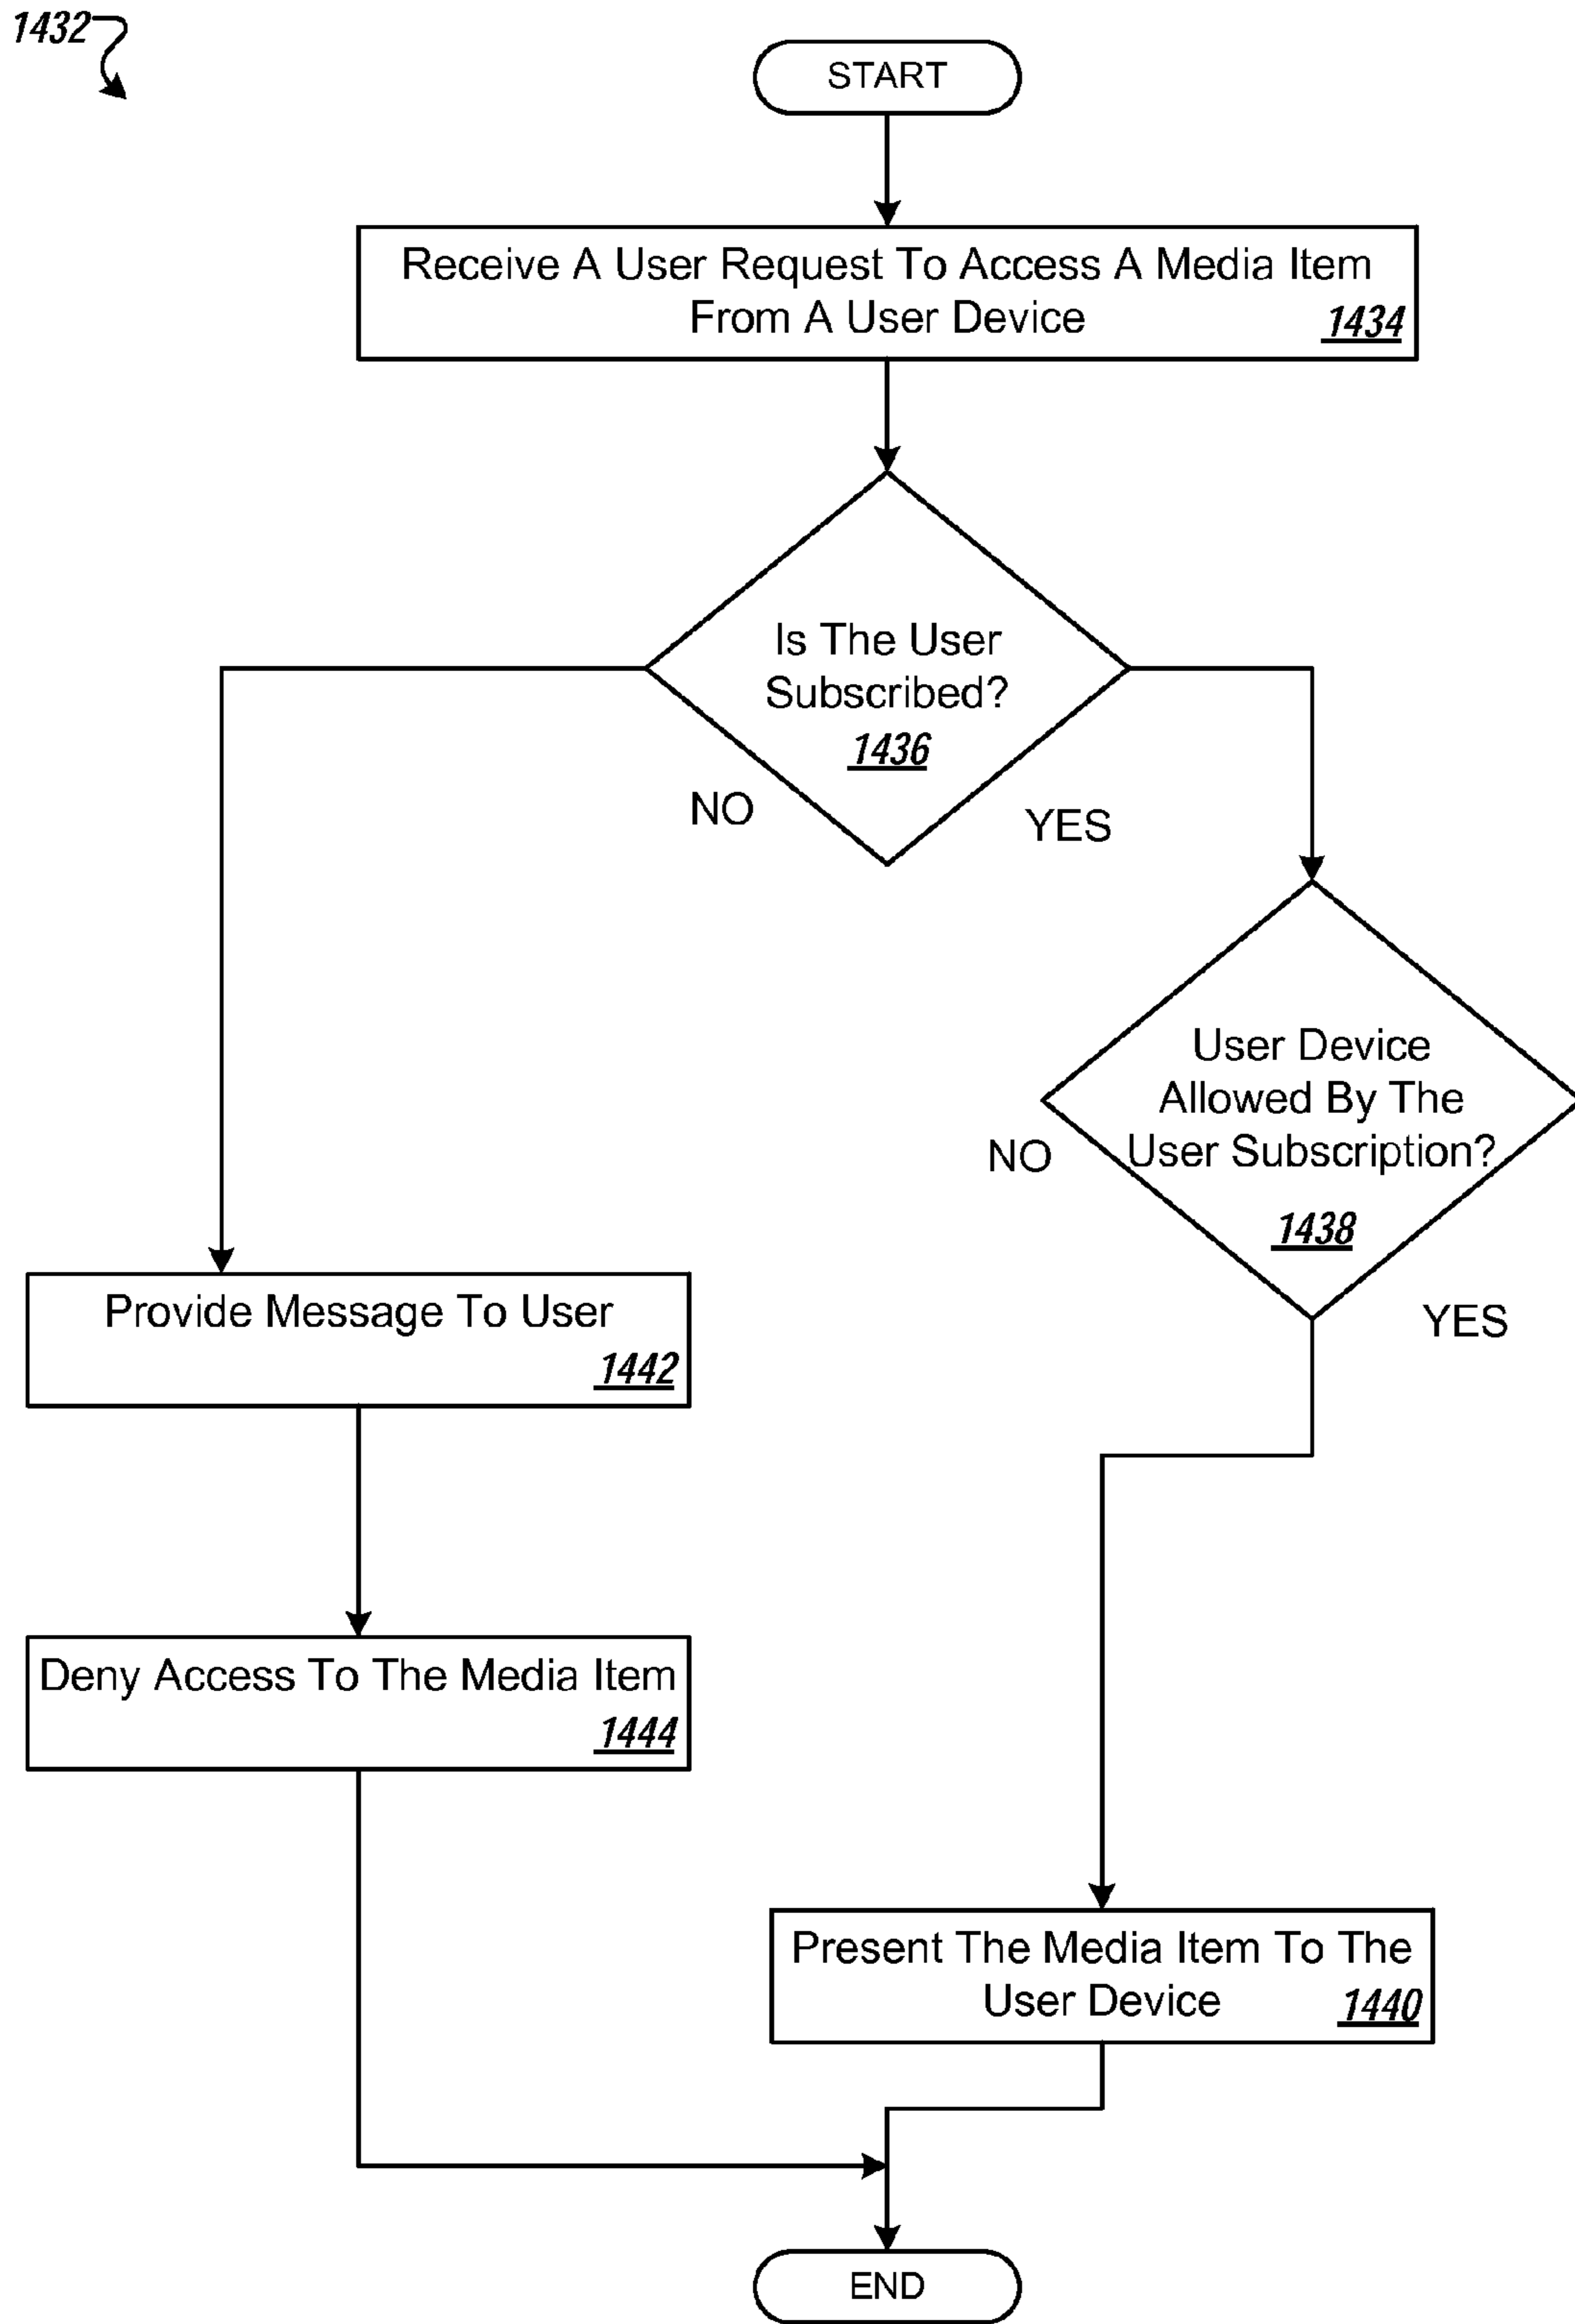 1432
START
Receive A User Request To Access A Media Item
From A User Device
1434
Is The User
Subscribed?
1436
NO
YES
User Device
Allowed By The
User Subscription?
1438
NO
YES
Provide Message To User
1442
Deny Access To The Media Item
1444
Present The Media Item To The
User Device
1440
END